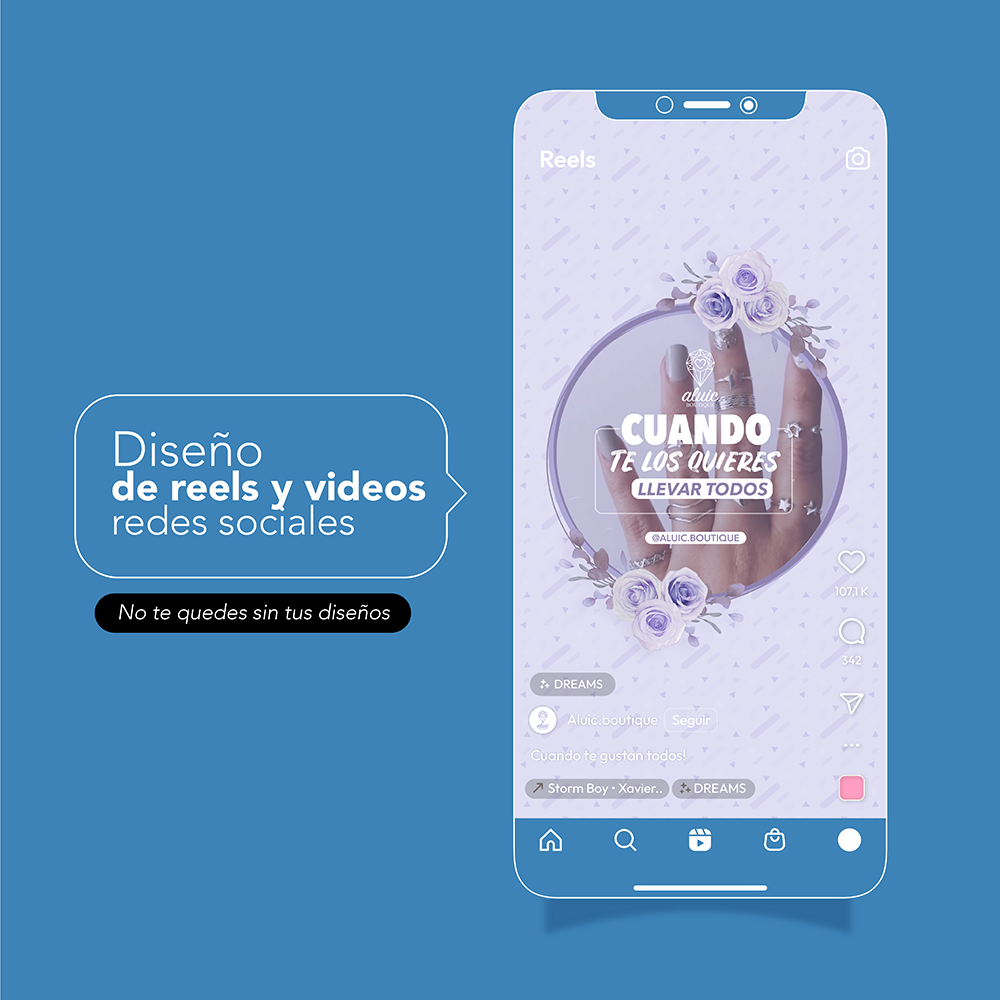 Diseño
de reels y videos
redes sociales
No te quedes sin tus diseños
Reels
aluic
BOUTIQUE
CUANDO
TE LOS QUIERES
LLEVAR TODOS
@ALUIC.BOUTIQUE
107,1 K
342
DREAMS
Aluic.boutique Seguir
Cuando te gustan todos!
Storm Boy • Xavier.. DREAMS